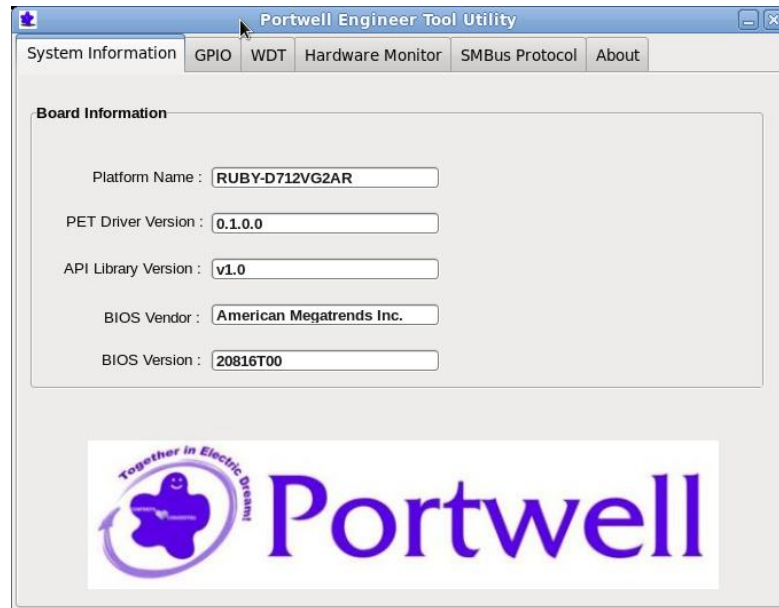 Portwell Engineer Tool Utility
System Information GPIO WDT Hardware Monitor SMBus Protocol About
Board Information
Platform Name : RUBY-D712VG2AR
PET Driver Version : 0.1.0.0
API Library Version : v1.0
BIOS Vendor : American Megatrends Inc.
BIOS Version : 20816T00
Together in Electric Dream!
Portwell